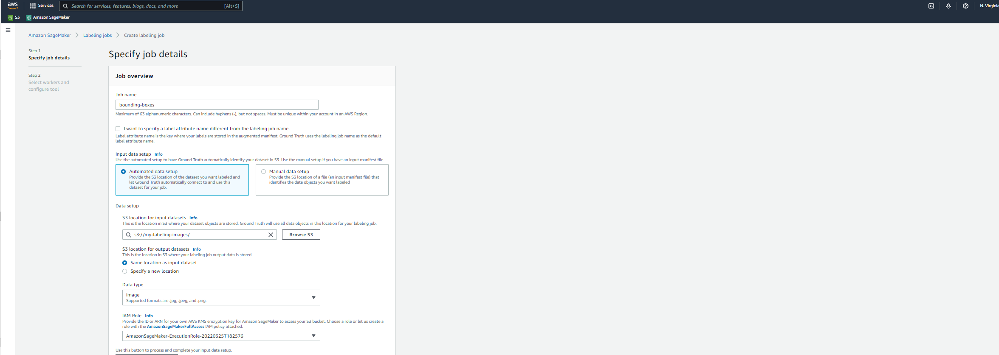 aws
Services
Search for services, features, blogs, docs, and more
[Alt+S]
N. Virginia
S3
Amazon SageMaker
Amazon SageMaker
Labeling jobs
Create labeling job
Step 1
Specify job details
Step 2
Select workers and
configure tool
Specify job details
Job overview
Job name
bounding-boxes
Maximum of 63 alphanumeric characters. Can include hyphens (-), but not spaces. Must be unique within your account in an AWS Region.
I want to specify a label attribute name different from the labeling job name.
Label attribute name is the key where your labels are stored in the augmented manifest. Ground Truth uses the labeling job name as the default
label attribute name.
Input data setup Info
Use the automated setup to have Ground Truth automatically identify your dataset in S3. Use the manual setup if you have an input manifest file.
Automated data setup
Provide the S3 location of the dataset you want labeled and
let Ground Truth automatically connect to and use this
dataset for your job.
Manual data setup
Provide the S3 location of a file (an input manifest file) that
identifies the data objects you want labeled
Data setup
S3 location for input datasets Info
This is the location in S3 where your dataset objects are stored. Ground Truth will use all data objects in this location for your labeling job.
s3://my-labeling-images/
Browse S3
S3 location for output datasets Info
This is the location in S3 where your labeling job output data is stored.
Same location as input dataset
Specify a new location
Data type
Image
Supported formats are .jpg, .jpeg, and .png.
IAM Role Info
Provide the ID or ARN for your own AWS KMS encryption key for Amazon SageMaker to access your S3 bucket. Choose a role or let us create a
role with the AmazonSageMakerFullAccess IAM policy attached.
AmazonSageMaker-ExecutionRole-20220325T182576
Use this button to process and complete your input data setup.